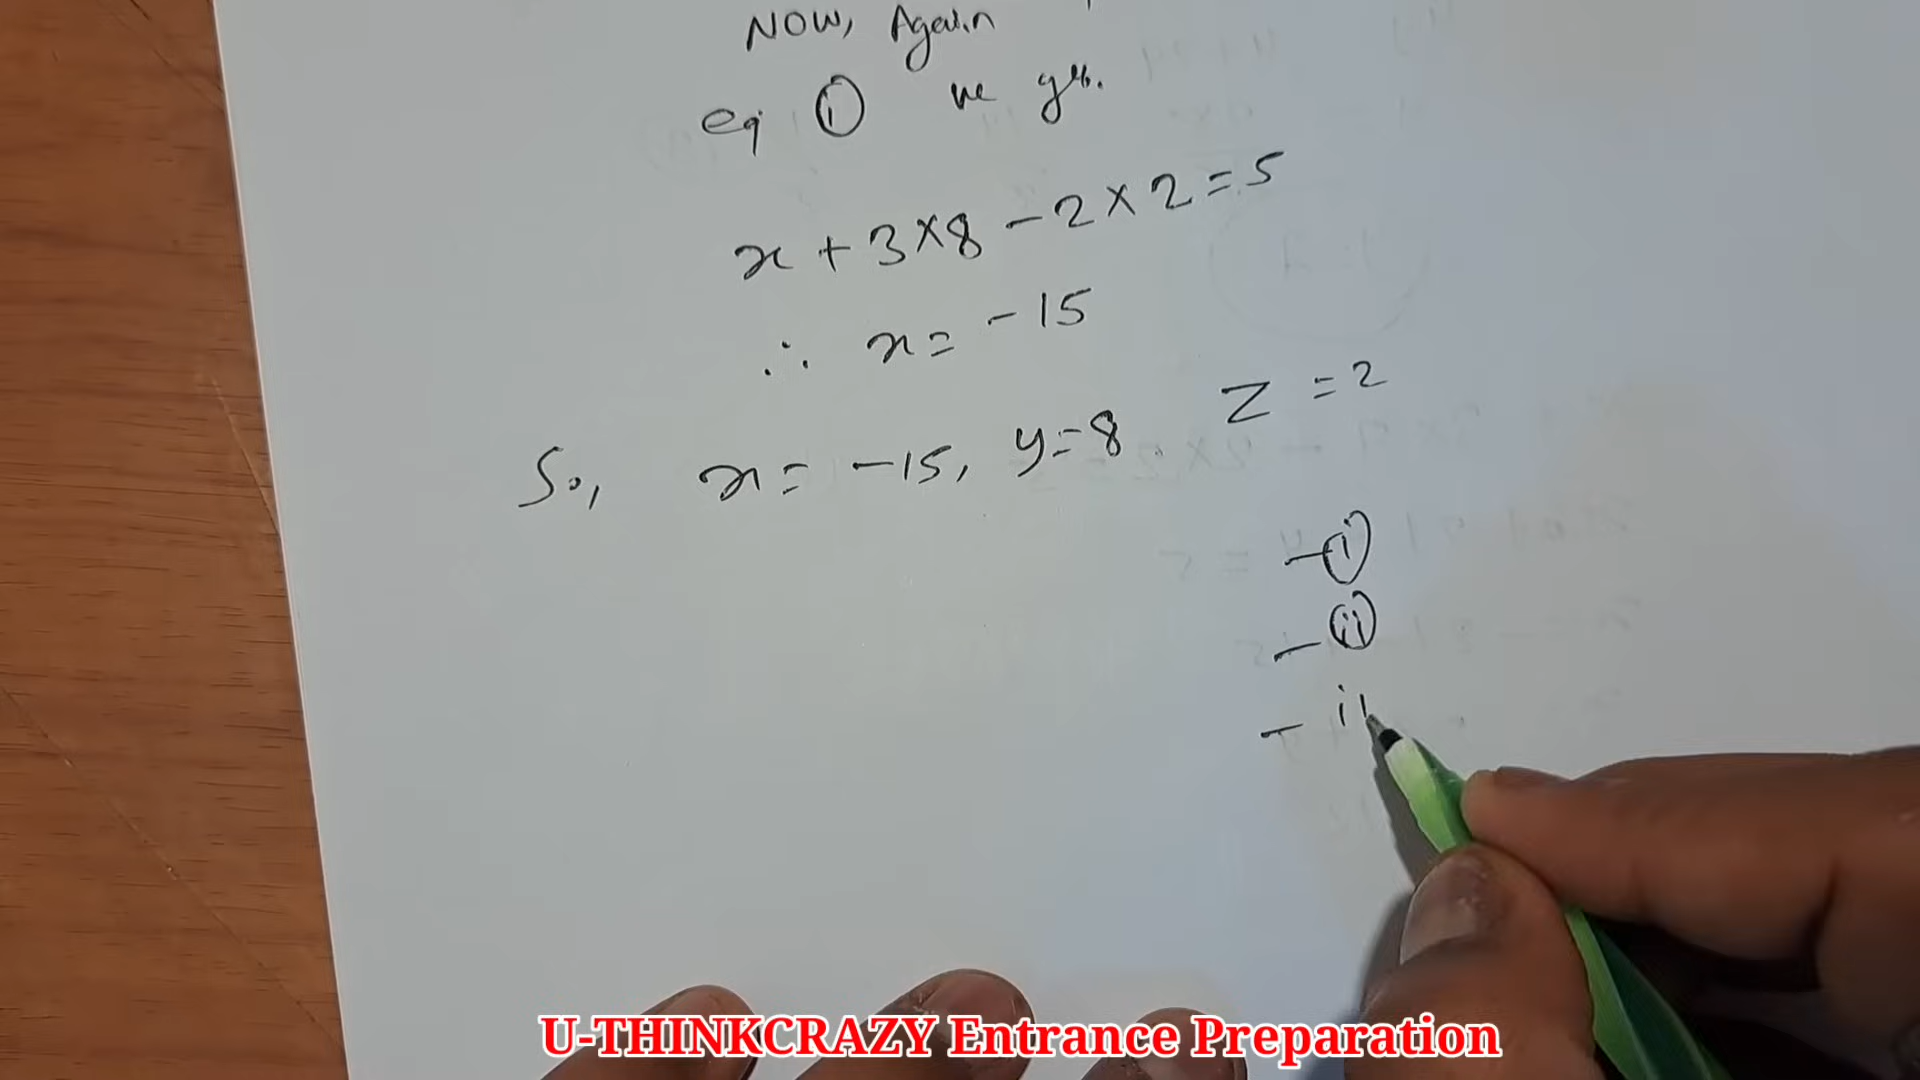 NOW, Again
eq (i) we get.
x + 3×8 - 2×2 = 5
∴ x = -15
So, x = -15, y = 8 z = 2
- (i)
- (ii)
- ii
U-THINKCRAZY Entrance Preparation